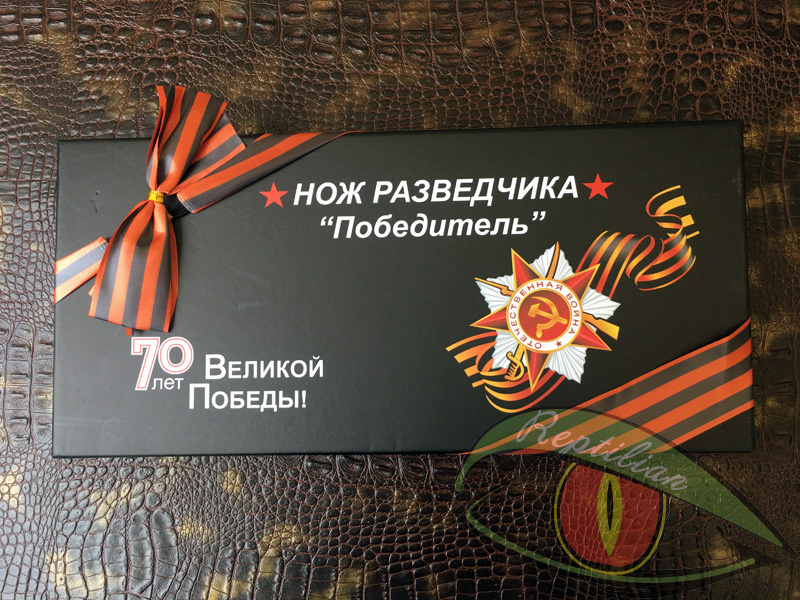 НОЖ РАЗВЕДЧИКА
“Победитель”
ОТЕЧЕСТВЕННАЯ ВОЙНА
70 лет
ВЕЛИКОЙ
ПОБЕДЫ!
Reptilian